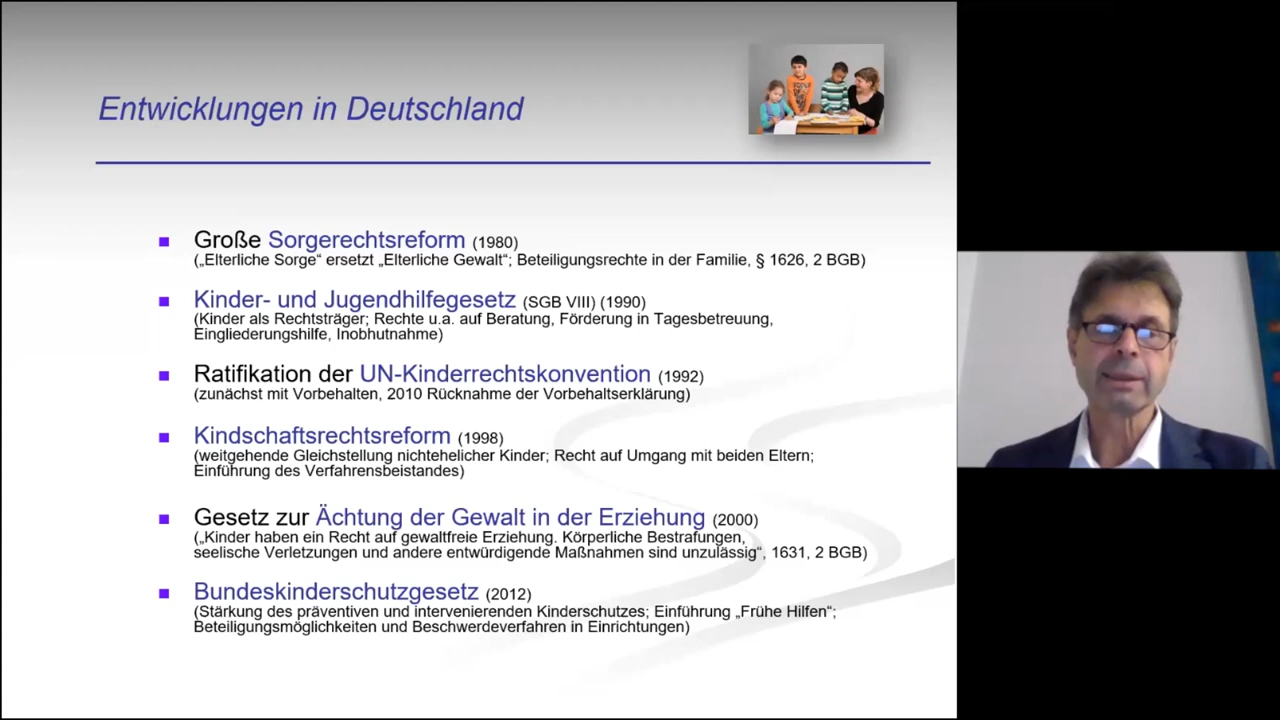 Entwicklungen in Deutschland
Große Sorgerechtsreform (1980)
(„Elterliche Sorge“ ersetzt „Elterliche Gewalt“; Beteiligungsrechte in der Familie, § 1626, 2 BGB)
Kinder- und Jugendhilfegesetz (SGB VIII) (1990)
(Kinder als Rechtsträger; Rechte u.a. auf Beratung, Förderung in Tagesbetreuung,
Eingliederungshilfe, Inobhutnahme)
Ratifikation der UN-Kinderrechtskonvention (1992)
(zunächst mit Vorbehalten, 2010 Rücknahme der Vorbehaltserklärung)
Kindschaftsrechtsreform (1998)
(weitgehende Gleichstellung nichtehelicher Kinder; Recht auf Umgang mit beiden Eltern;
Einführung des Verfahrensbeistandes)
Gesetz zur Ächtung der Gewalt in der Erziehung (2000)
(„Kinder haben ein Recht auf gewaltfreie Erziehung. Körperliche Bestrafungen,
seelische Verletzungen und andere entwürdigende Maßnahmen sind unzulässig“, 1631, 2 BGB)
Bundeskinderschutzgesetz (2012)
(Stärkung des präventiven und intervenierenden Kinderschutzes; Einführung „Frühe Hilfen“;
Beteiligungsmöglichkeiten und Beschwerdeverfahren in Einrichtungen)